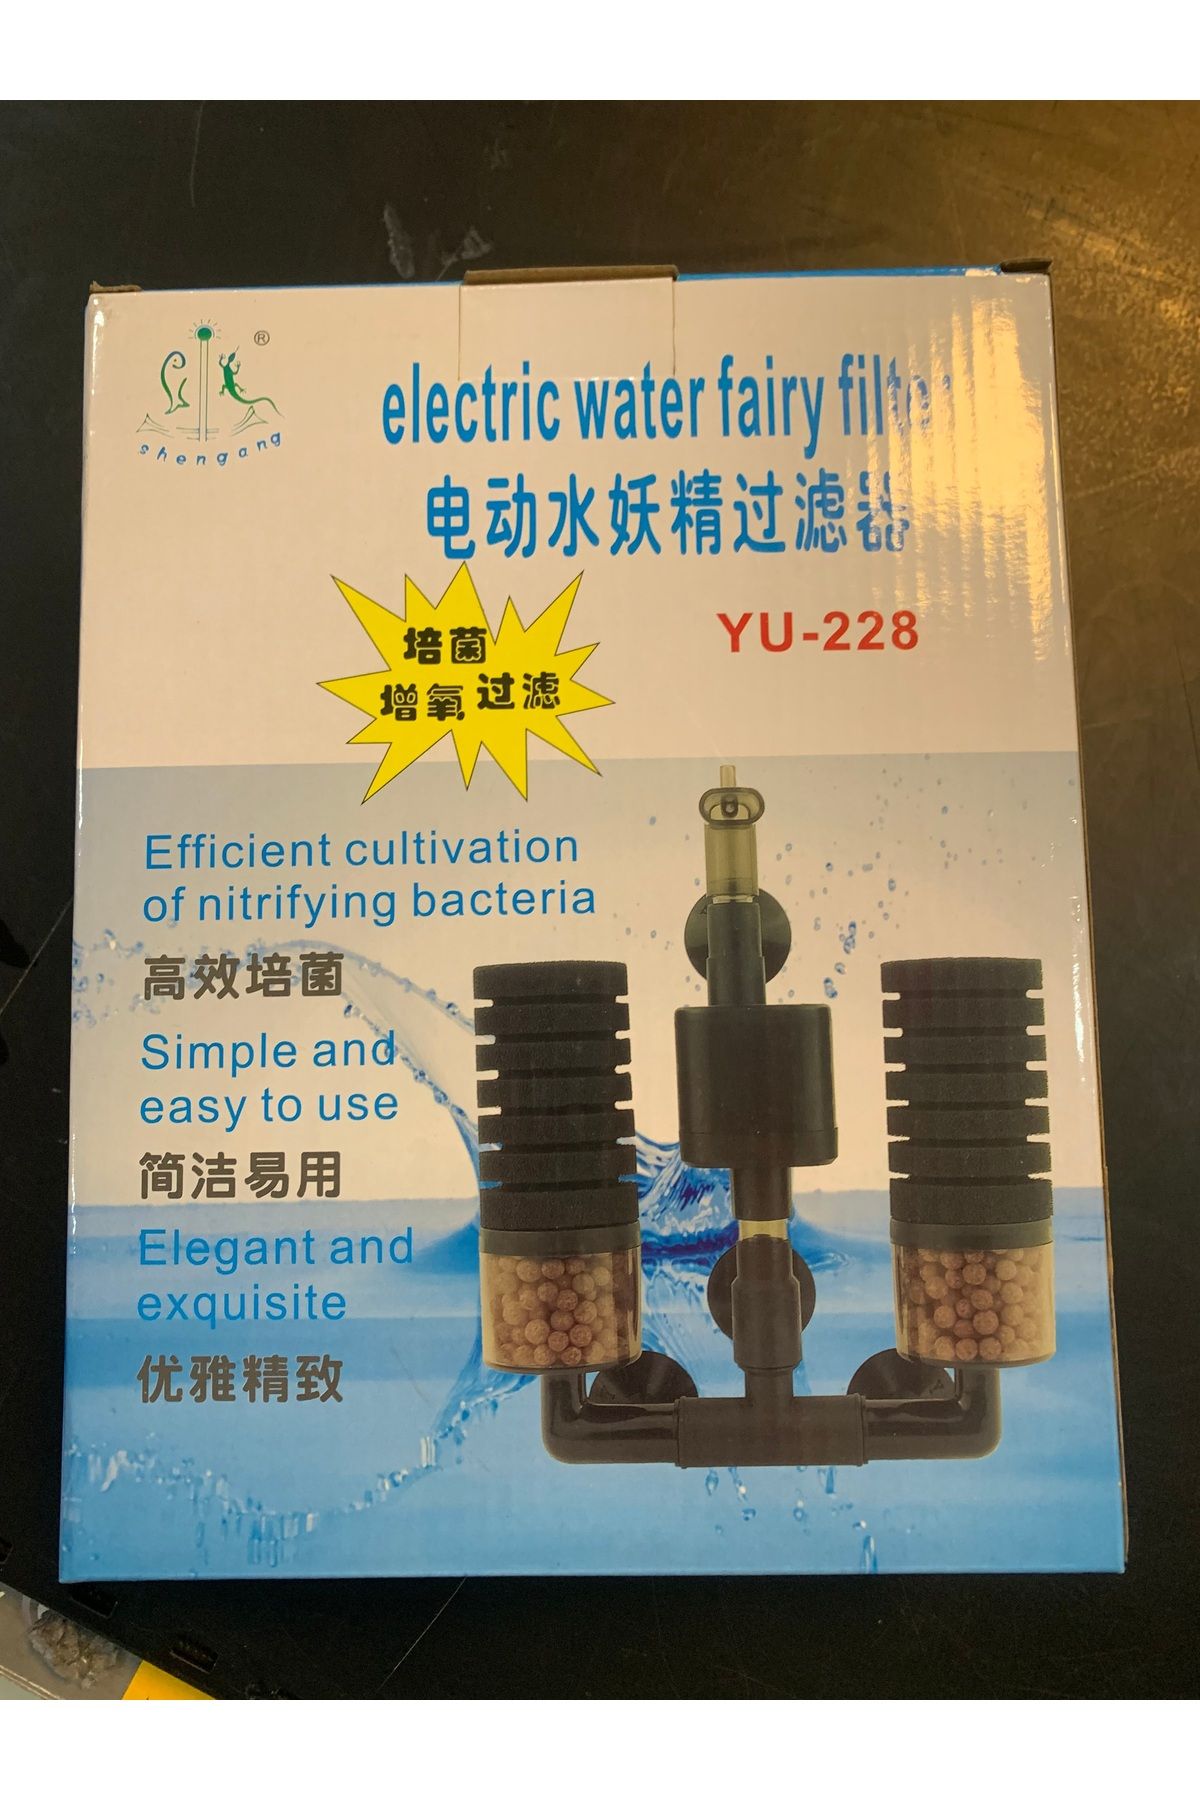 shengang
®
electric water fairy filter
电动水妖精过滤器
YU-228
培菌
增氧 过滤
Efficient cultivation
of nitrifying bacteria
高效培菌
Simple and
easy to use
简洁易用
Elegant and
exquisite
优雅精致